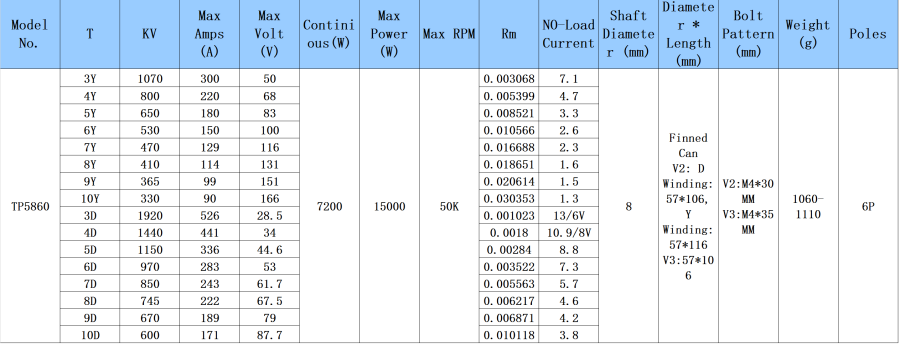 Model No. T KV Max Amps (A) Max Volt (V) Contini ous(W) Max Power (W) Max RPM Rm NO-Load Current Shaft Diamete r (mm) Diamete r * Length (mm) Bolt Pattern (mm) Weight (g) Poles
TP5860 3Y 1070 300 50 7200 15000 50K 0.003068 7.1 8 Finned Can V2: D Winding: 57*106, Y Winding: 57*116 V3:57*10 6 V2:M4*30 MM V3:M4*35 MM 1060-1110 6P
4Y 800 220 68 0.005399 4.7
5Y 650 180 83 0.008521 3.3
6Y 530 150 100 0.010566 2.6
7Y 470 129 116 0.016688 2.3
8Y 410 114 131 0.018651 1.6
9Y 365 99 151 0.020614 1.5
10Y 330 90 166 0.030353 1.3
3D 1920 526 28.5 0.001023 13/6V
4D 1440 441 34 0.0018 10.9/8V
5D 1150 336 44.6 0.00284 8.8
6D 970 283 53 0.003522 7.3
7D 850 243 61.7 0.005563 5.7
8D 745 222 67.5 0.006217 4.6
9D 670 189 79 0.006871 4.2
10D 600 171 87.7 0.010118 3.8